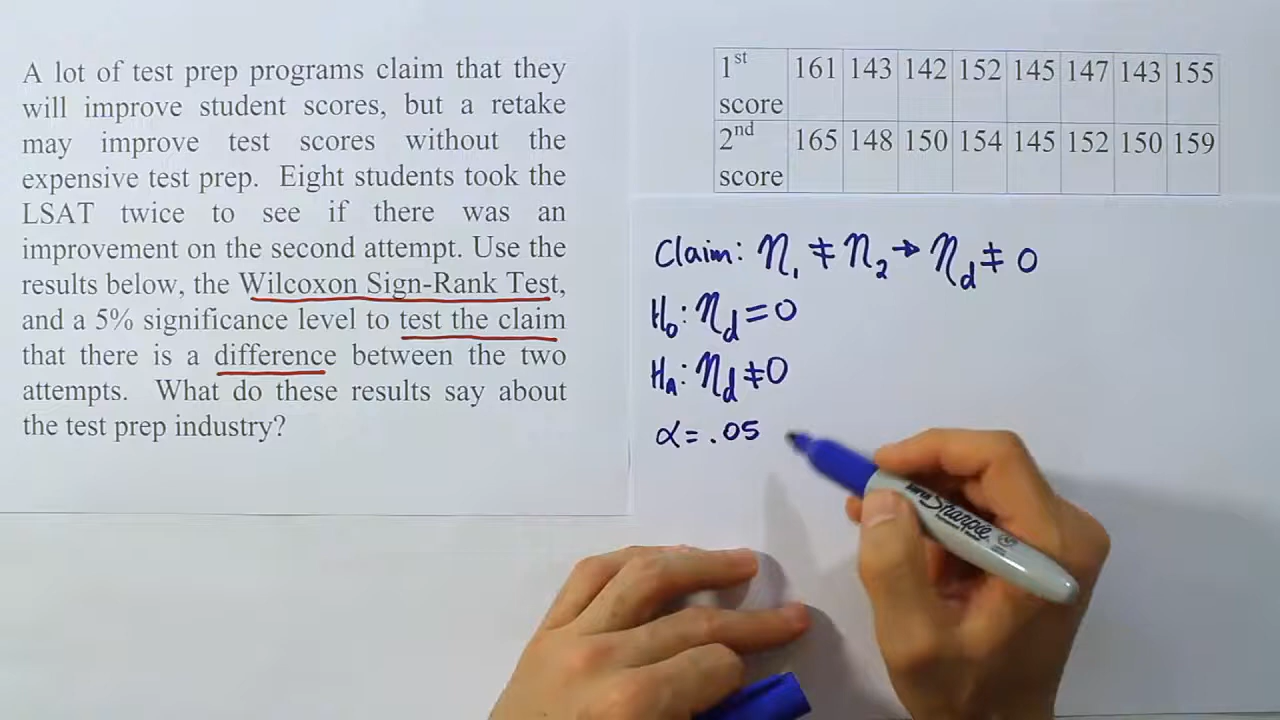 A lot of test prep programs claim that they
will improve student scores, but a retake
may improve test scores without the
expensive test prep. Eight students took the
LSAT twice to see if there was an
improvement on the second attempt. Use the
results below, the Wilcoxon Sign-Rank Test,
and a 5% significance level to test the claim
that there is a difference between the two
attempts. What do these results say about
the test prep industry?
1st score 161 143 142 152 145 147 143 155
2nd score 165 148 150 154 145 152 150 159
Claim: η₁ ≠ η₂ → η_d ≠ 0
H₀: η_d = 0
H_A: η_d ≠ 0
α = .05
Sharpie